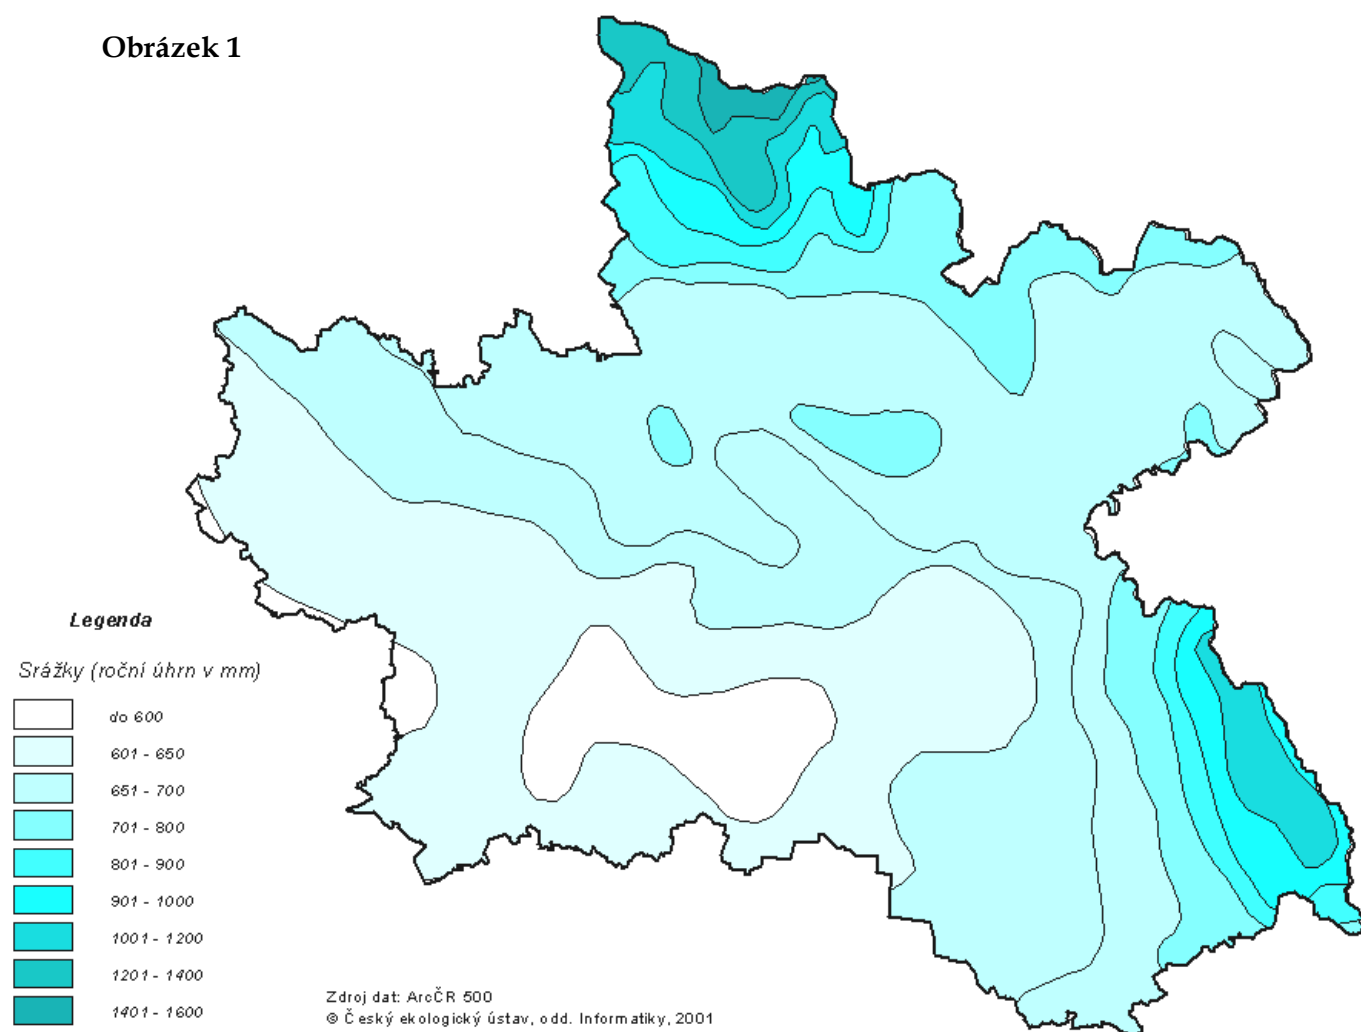 Obrázek 1
Legenda
Srážky (roční úhrn v mm)
do 600
601 - 650
651 - 700
701 - 800
801 - 900
901 - 1000
1001 - 1200
1201 - 1400
1401 - 1600
Zdroj dat: ArcČR 500
© Český ekologický ústav, odd. Informatiky, 2001